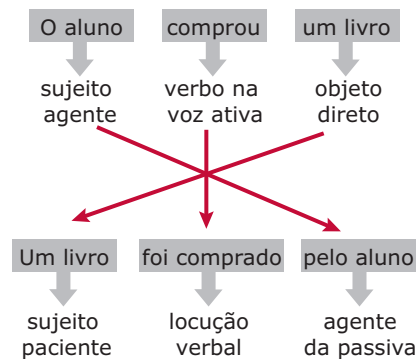 O aluno comprou um livro
sujeito verbo na objeto
agente voz ativa direto
Um livro foi comprado pelo aluno
sujeito locução agente
paciente verbal da passiva